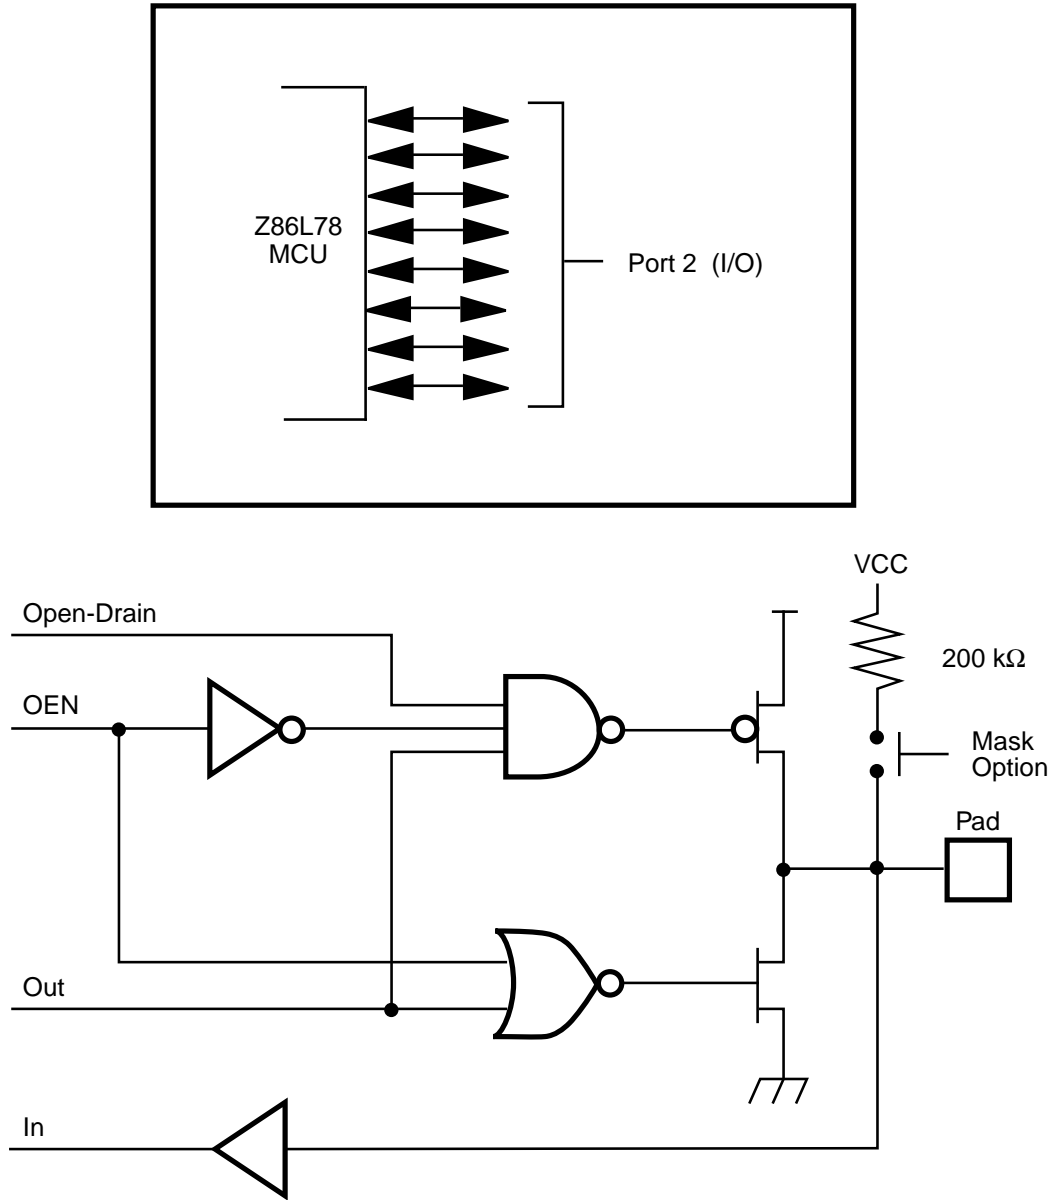 Z86L78
MCU
Port 2 (I/O)
VCC
Open-Drain
200 kΩ
OEN
Mask
Option
Pad
Out
In